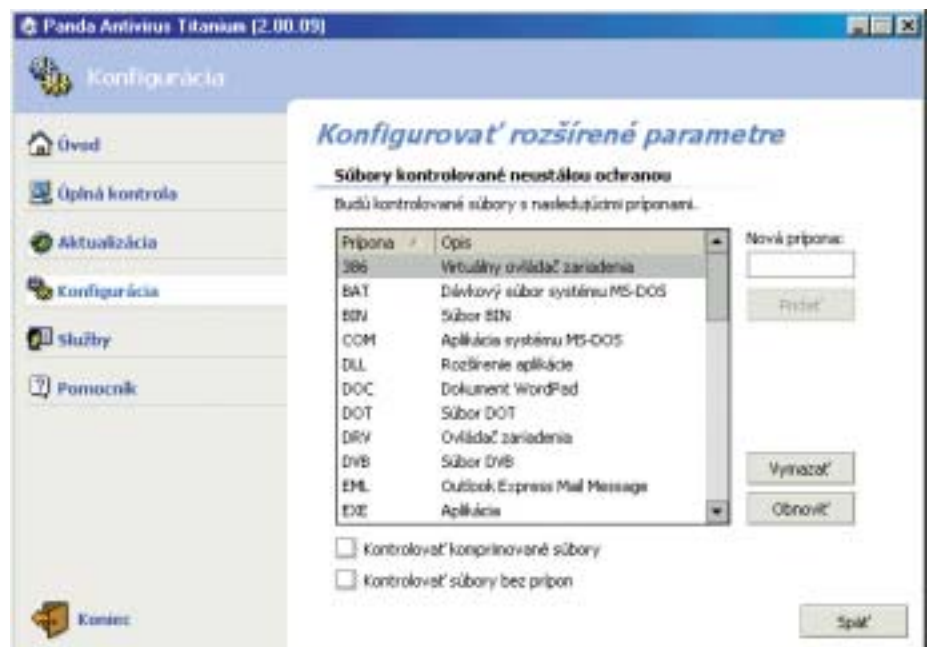 Panda Antivirus Titanium (2.00.09)
Konfigurácia
Úvod
Úplná kontrola
Aktualizácia
Konfigurácia
Služby
Pomocník
Koniec
Konfigurovať rozšírené parametre
Súbory kontrolované neustálou ochranou
Budú kontrolované súbory s nasledujúcimi príponami.
Prípona Opis
386 Virtuálny ovládač zariadenia
BAT Dávkový súbor systému MS-DOS
BIN Súbor BIN
COM Aplikácia systému MS-DOS
DLL Rozšírenie aplikácie
DOC Dokument WordPad
DOT Súbor DOT
DRV Ovládač zariadenia
DVB Súbor DVB
EML Outlook Express Mail Message
EXE Aplikácia
Nová prípona:
Pridať
Vymazať
Obnoviť
Kontrolovať komprimované súbory
Kontrolovať súbory bez prípon
Späť